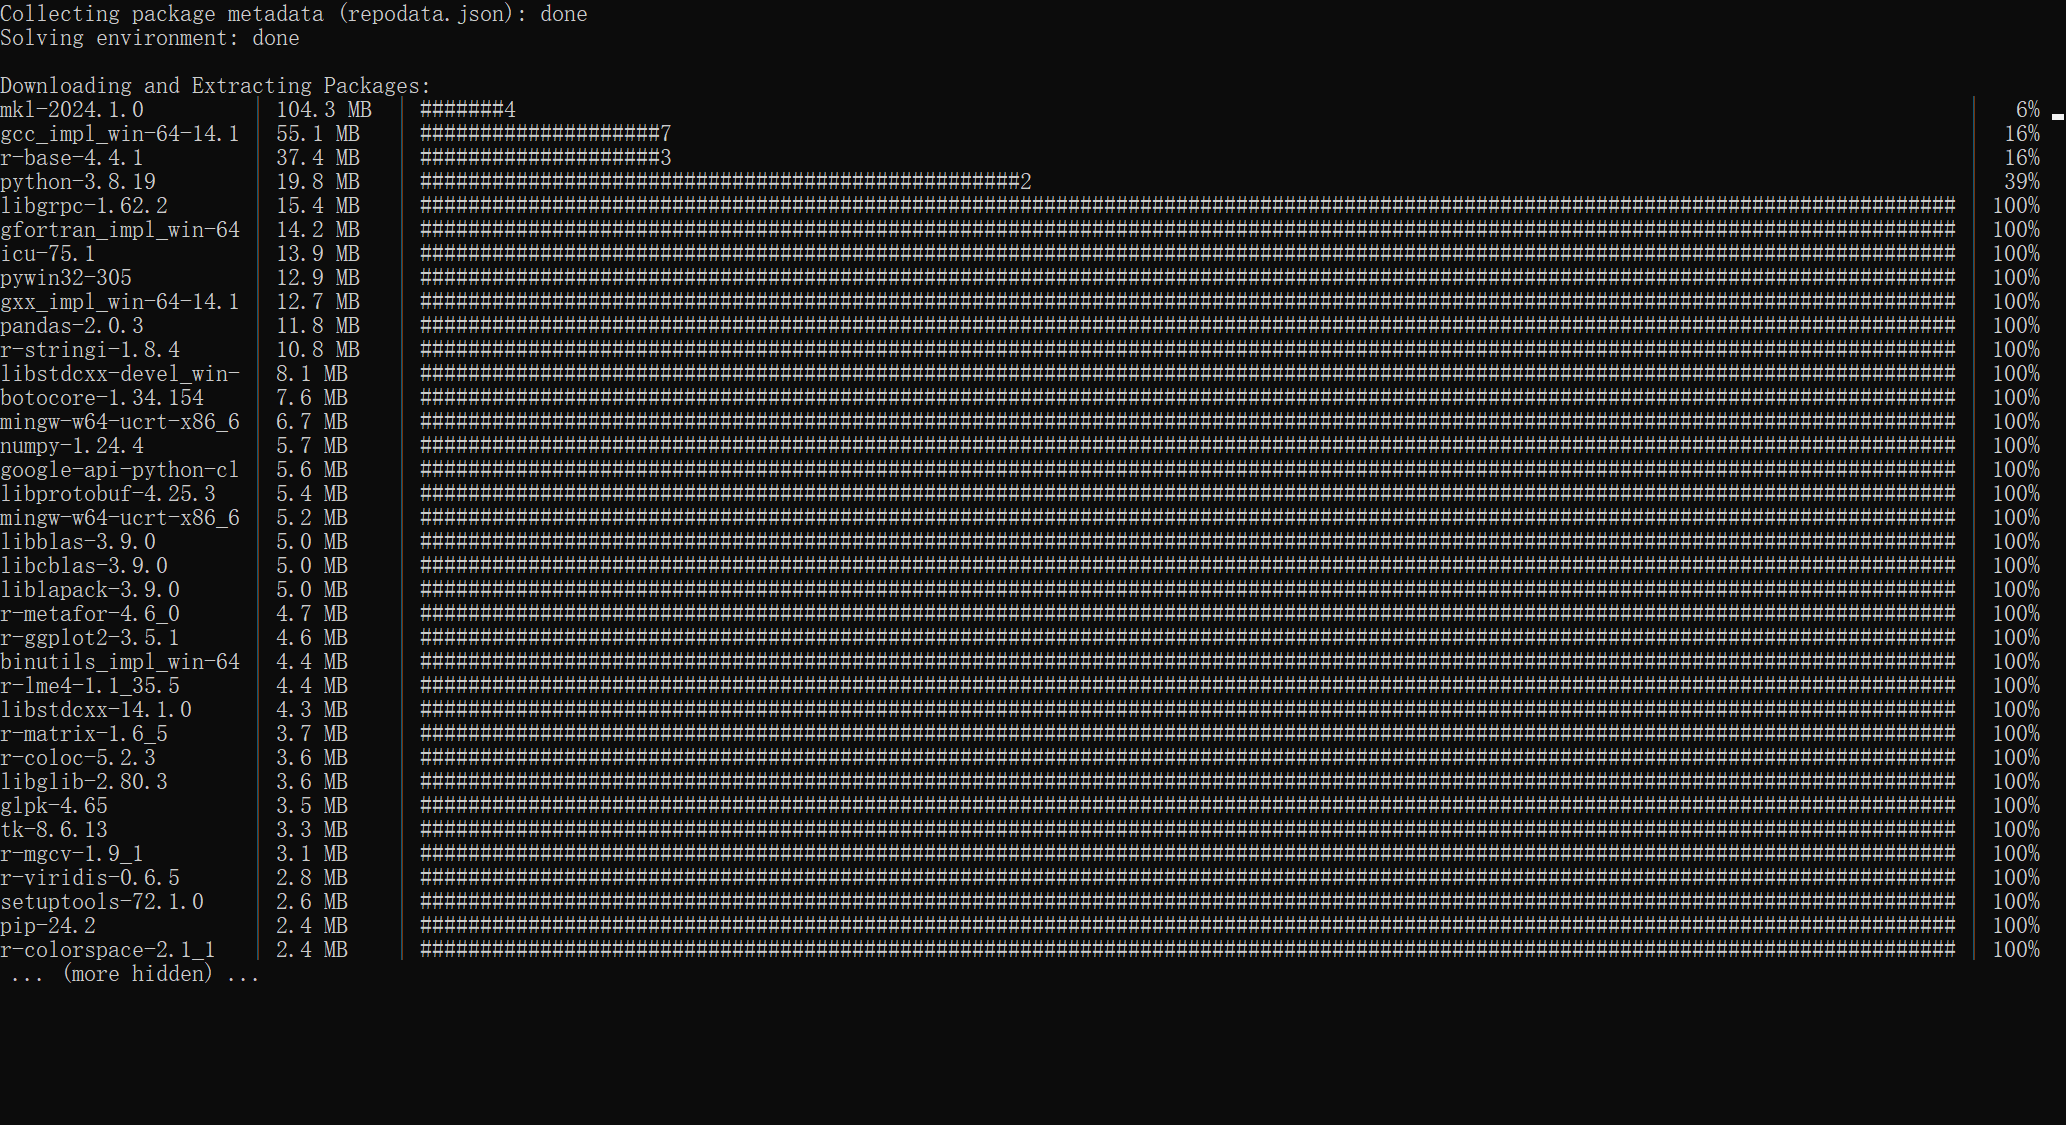 Collecting package metadata (repodata.json): done
Solving environment: done
Downloading and Extracting Packages:
mkl-2024.1.0 | 104.3 MB | #######4 | 6%
gcc_impl_win-64-14.1 | 55.1 MB | ####################7 | 16%
r-base-4.4.1 | 37.4 MB | ####################3 | 16%
python-3.8.19 | 19.8 MB | ##################################################2 | 39%
libgrpc-1.62.2 | 15.4 MB | ################################################################################################################################ | 100%
gfortran_impl_win-64 | 14.2 MB | ################################################################################################################################ | 100%
icu-75.1 | 13.9 MB | ################################################################################################################################ | 100%
pywin32-305 | 12.9 MB | ################################################################################################################################ | 100%
gxx_impl_win-64-14.1 | 12.7 MB | ################################################################################################################################ | 100%
pandas-2.0.3 | 11.8 MB | ################################################################################################################################ | 100%
r-stringi-1.8.4 | 10.8 MB | ################################################################################################################################ | 100%
libstdcxx-devel_win- | 8.1 MB | ################################################################################################################################ | 100%
botocore-1.34.154 | 7.6 MB | ################################################################################################################################ | 100%
mingw-w64-ucrt-x86_6 | 6.7 MB | ################################################################################################################################ | 100%
numpy-1.24.4 | 5.7 MB | ################################################################################################################################ | 100%
google-api-python-cl | 5.6 MB | ################################################################################################################################ | 100%
libprotobuf-4.25.3 | 5.4 MB | ################################################################################################################################ | 100%
mingw-w64-ucrt-x86_6 | 5.2 MB | ################################################################################################################################ | 100%
libblas-3.9.0 | 5.0 MB | ################################################################################################################################ | 100%
libcblas-3.9.0 | 5.0 MB | ################################################################################################################################ | 100%
liblapack-3.9.0 | 5.0 MB | ################################################################################################################################ | 100%
r-metafor-4.6_0 | 4.7 MB | ################################################################################################################################ | 100%
r-ggplot2-3.5.1 | 4.6 MB | ################################################################################################################################ | 100%
binutils_impl_win-64 | 4.4 MB | ################################################################################################################################ | 100%
r-lme4-1.1_35.5 | 4.4 MB | ################################################################################################################################ | 100%
libstdcxx-14.1.0 | 4.3 MB | ################################################################################################################################ | 100%
r-matrix-1.6_5 | 3.7 MB | ################################################################################################################################ | 100%
r-coloc-5.2.3 | 3.6 MB | ################################################################################################################################ | 100%
libglib-2.80.3 | 3.6 MB | ################################################################################################################################ | 100%
glpk-4.65 | 3.5 MB | ################################################################################################################################ | 100%
tk-8.6.13 | 3.3 MB | ################################################################################################################################ | 100%
r-mgcv-1.9_1 | 3.1 MB | ################################################################################################################################ | 100%
r-viridis-0.6.5 | 2.8 MB | ################################################################################################################################ | 100%
setuptools-72.1.0 | 2.6 MB | ################################################################################################################################ | 100%
pip-24.2 | 2.4 MB | ################################################################################################################################ | 100%
r-colorspace-2.1_1 | 2.4 MB | ################################################################################################################################ | 100%
... (more hidden) ...